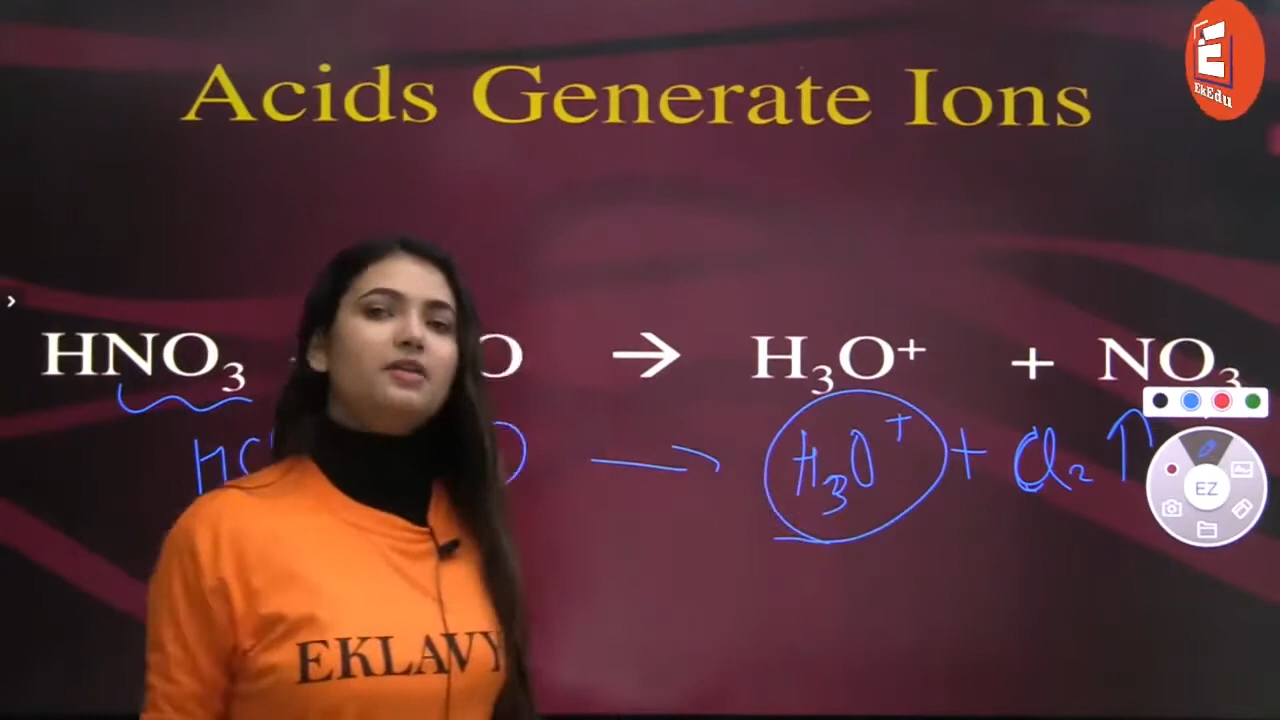 EkEdu
Acids Generate Ions
HNO₃ O → H₃O⁺ + NO₃
O → H₃O⁺ + Cl₂ ↑
EZ
EKLAVY